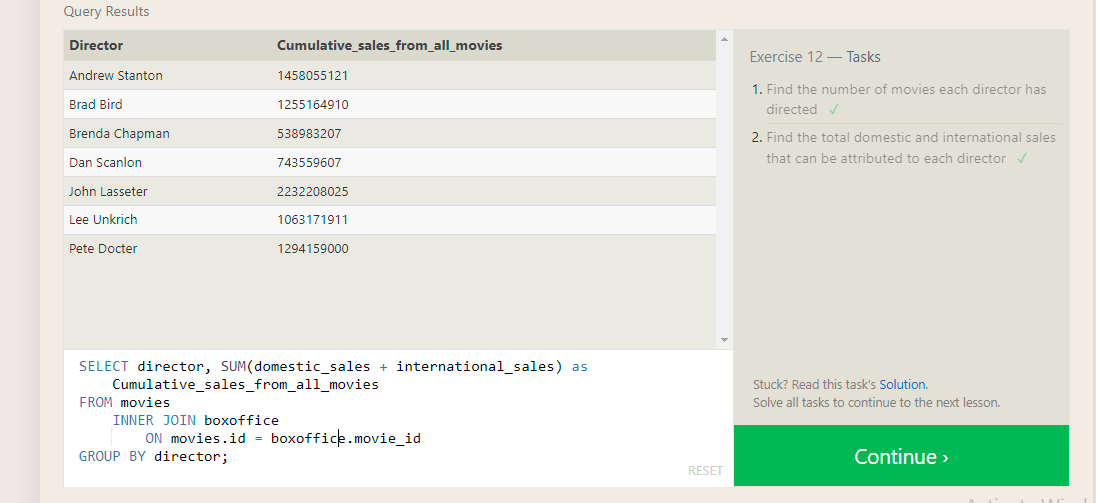 Query Results
Director Cumulative_sales_from_all_movies
Andrew Stanton 1458055121
Brad Bird 1255164910
Brenda Chapman 538983207
Dan Scanlon 743559607
John Lasseter 2232208025
Lee Unkrich 1063171911
Pete Docter 1294159000
SELECT director, SUM(domestic_sales + international_sales) as
Cumulative_sales_from_all_movies
FROM movies
INNER JOIN boxoffice
ON movies.id = boxoffice.movie_id
GROUP BY director;
RESET
Exercise 12 — Tasks
1. Find the number of movies each director has
directed ✓
2. Find the total domestic and international sales
that can be attributed to each director ✓
Stuck? Read this task's Solution.
Solve all tasks to continue to the next lesson.
Continue ›